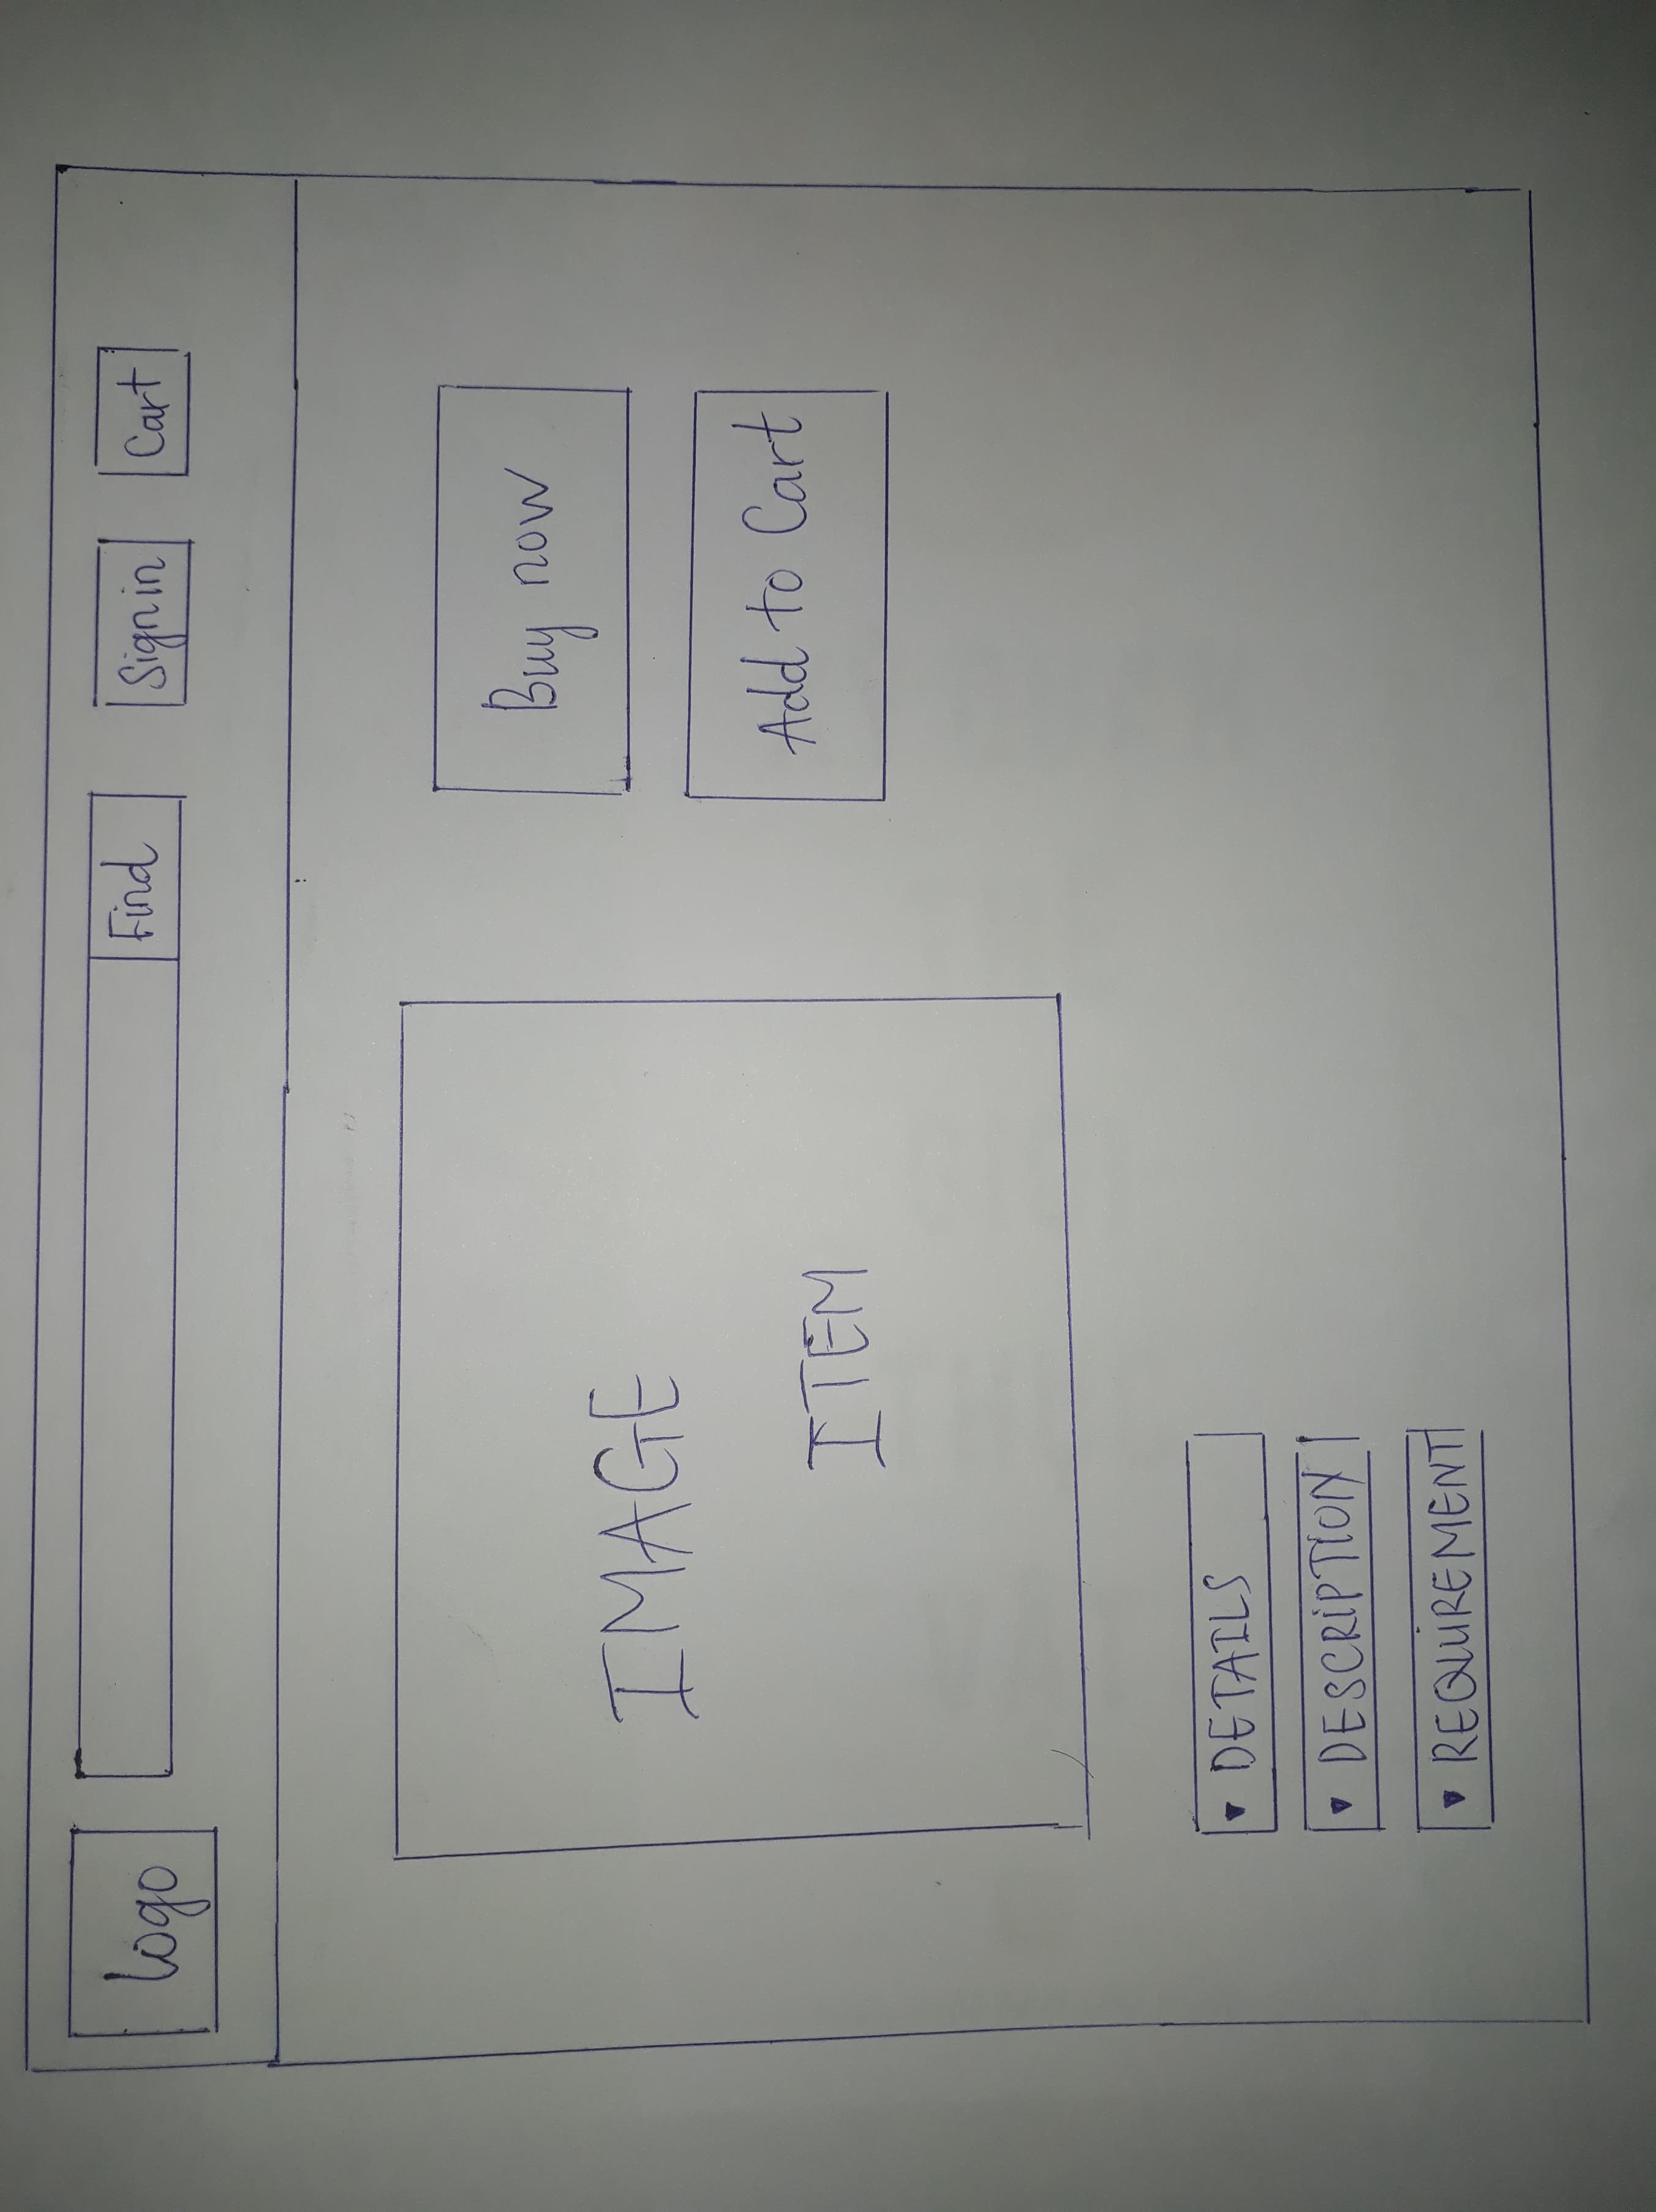 logo
Find
Sign in
Cart
IMAGE
ITEM
Buy now
Add to Cart
▾ DETAILS
▾ DESCRIPTION
▾ REQUIREMENT